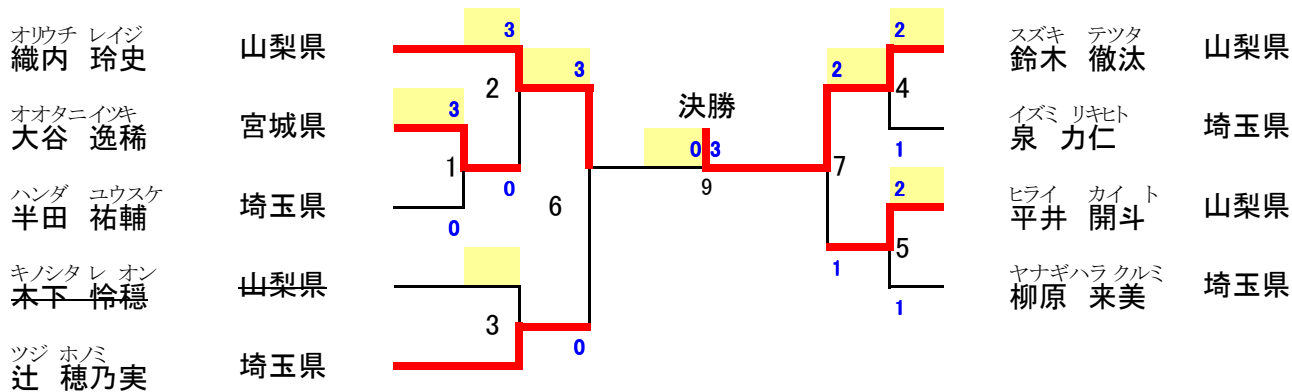 オリウチ レイジ
織内 玲史 山梨県
オオタニ イツキ
大谷 逸稀 宮城県
ハンダ ユウスケ
半田 祐輔 埼玉県
キノシタ レオン
木下 怜穏 山梨県
ツジ ホノミ
辻 穂乃実 埼玉県
3
2
3
3
1
0
0
6
3
0
決勝
0 3
9
2
2
4
1
7
2
5
1
1
スズキ テツタ
鈴木 徹汰 山梨県
イズミ リキヒト
泉 力仁 埼玉県
ヒライ カイト
平井 開斗 山梨県
ヤナギハラ クルミ
柳原 来美 埼玉県